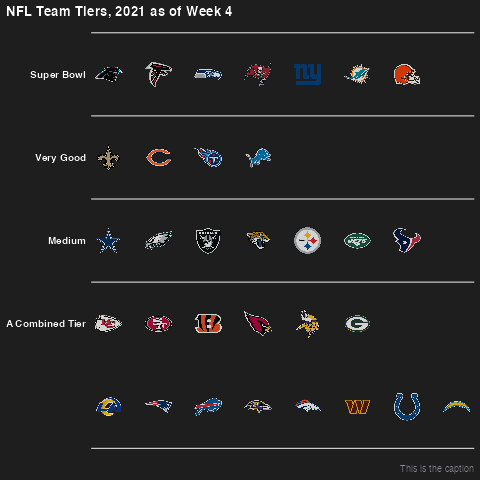 NFL Team Tiers, 2021 as of Week 4
Super Bowl
ny
Very Good
Medium
A Combined Tier
This is the caption